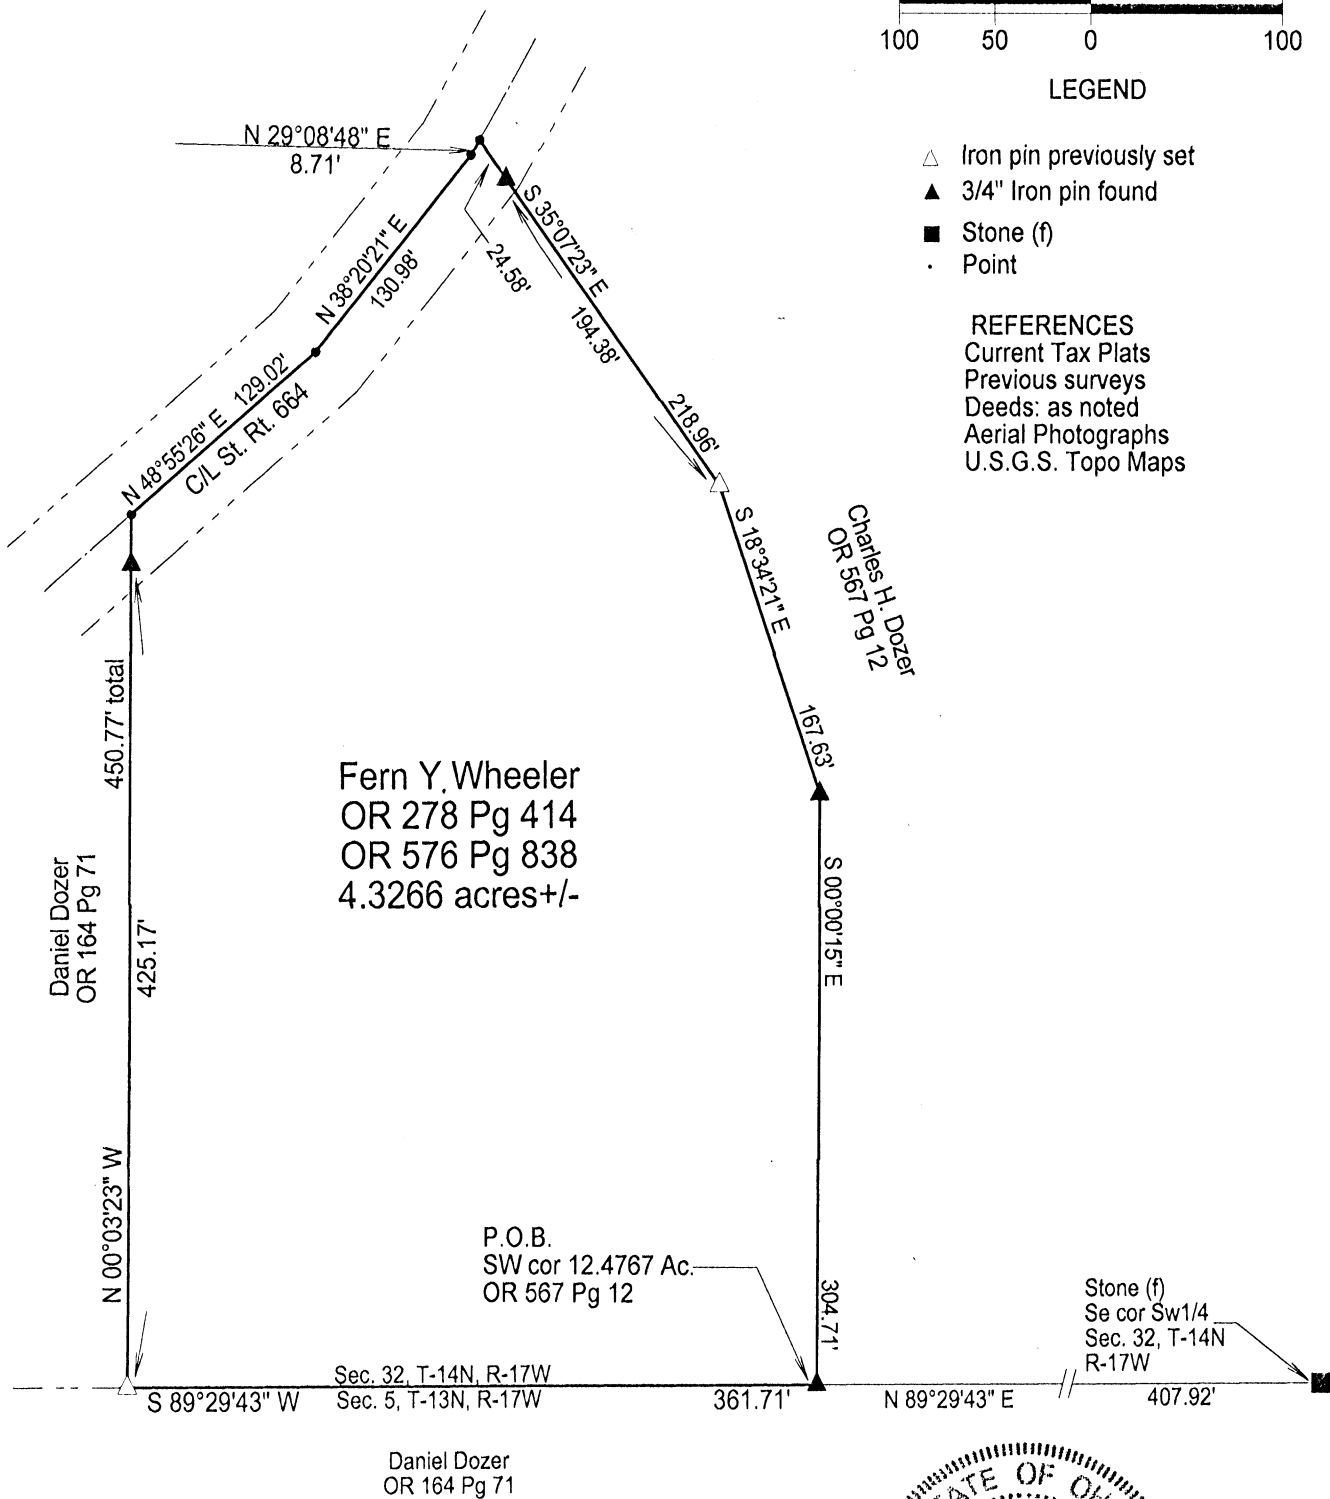 100 50 0 100
LEGEND
Iron pin previously set
3/4" Iron pin found
Stone (f)
Point
REFERENCES
Current Tax Plats
Previous surveys
Deeds: as noted
Aerial Photographs
U.S.G.S. Topo Maps
N 29°08'48" E
8.71'
N 38°20'21" E
130.98'
24.58'
S 35°07'23" E
194.38'
218.96'
N 48°55'26" E 129.02'
C/L St. Rt. 664
S 18°34'21" E
167.63'
Charles H. Dozer
OR 567 Pg 12
450.77' total
425.17'
N 00°03'23" W
Daniel Dozer
OR 164 Pg 71
Fern Y. Wheeler
OR 278 Pg 414
OR 576 Pg 838
4.3266 acres+/-
S 00°00'15" E
304.71'
P.O.B.
SW cor 12.4767 Ac.
OR 567 Pg 12
Stone (f)
Se cor Sw1/4
Sec. 32, T-14N
R-17W
Sec. 32, T-14N, R-17W
S 89°29'43" W
Sec. 5, T-13N, R-17W
361.71'
N 89°29'43" E
407.92'
Daniel Dozer
OR 164 Pg 71
OF